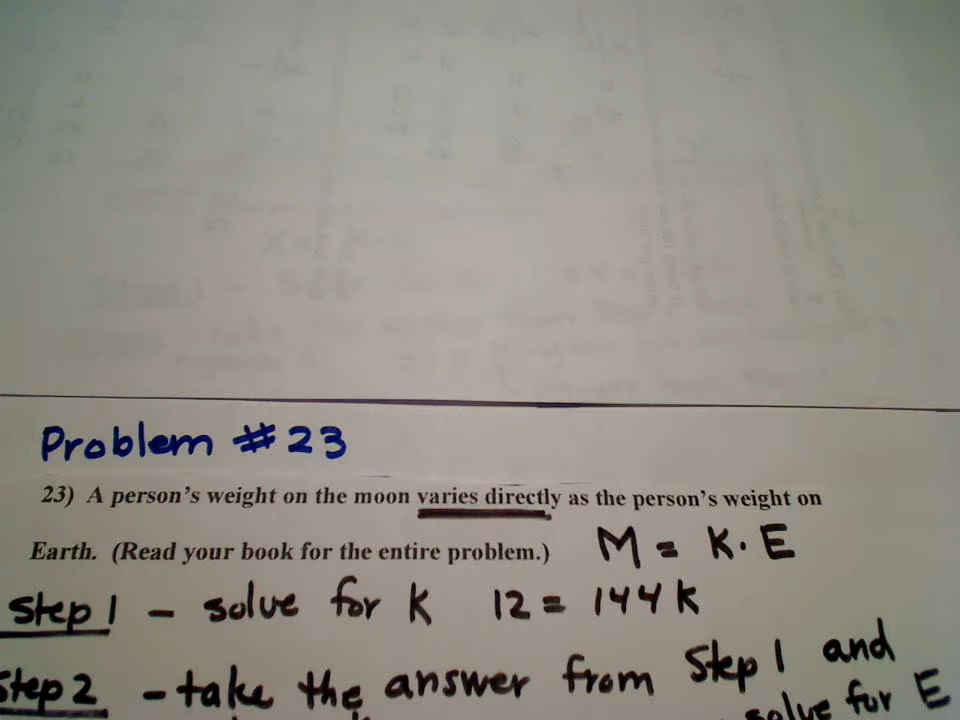 Problem #23
23) A person's weight on the moon varies directly as the person's weight on
Earth. (Read your book for the entire problem.) M = K·E
Step 1 - solve for K 12 = 144K
Step 2 - take the answer from Step 1 and
solve for E